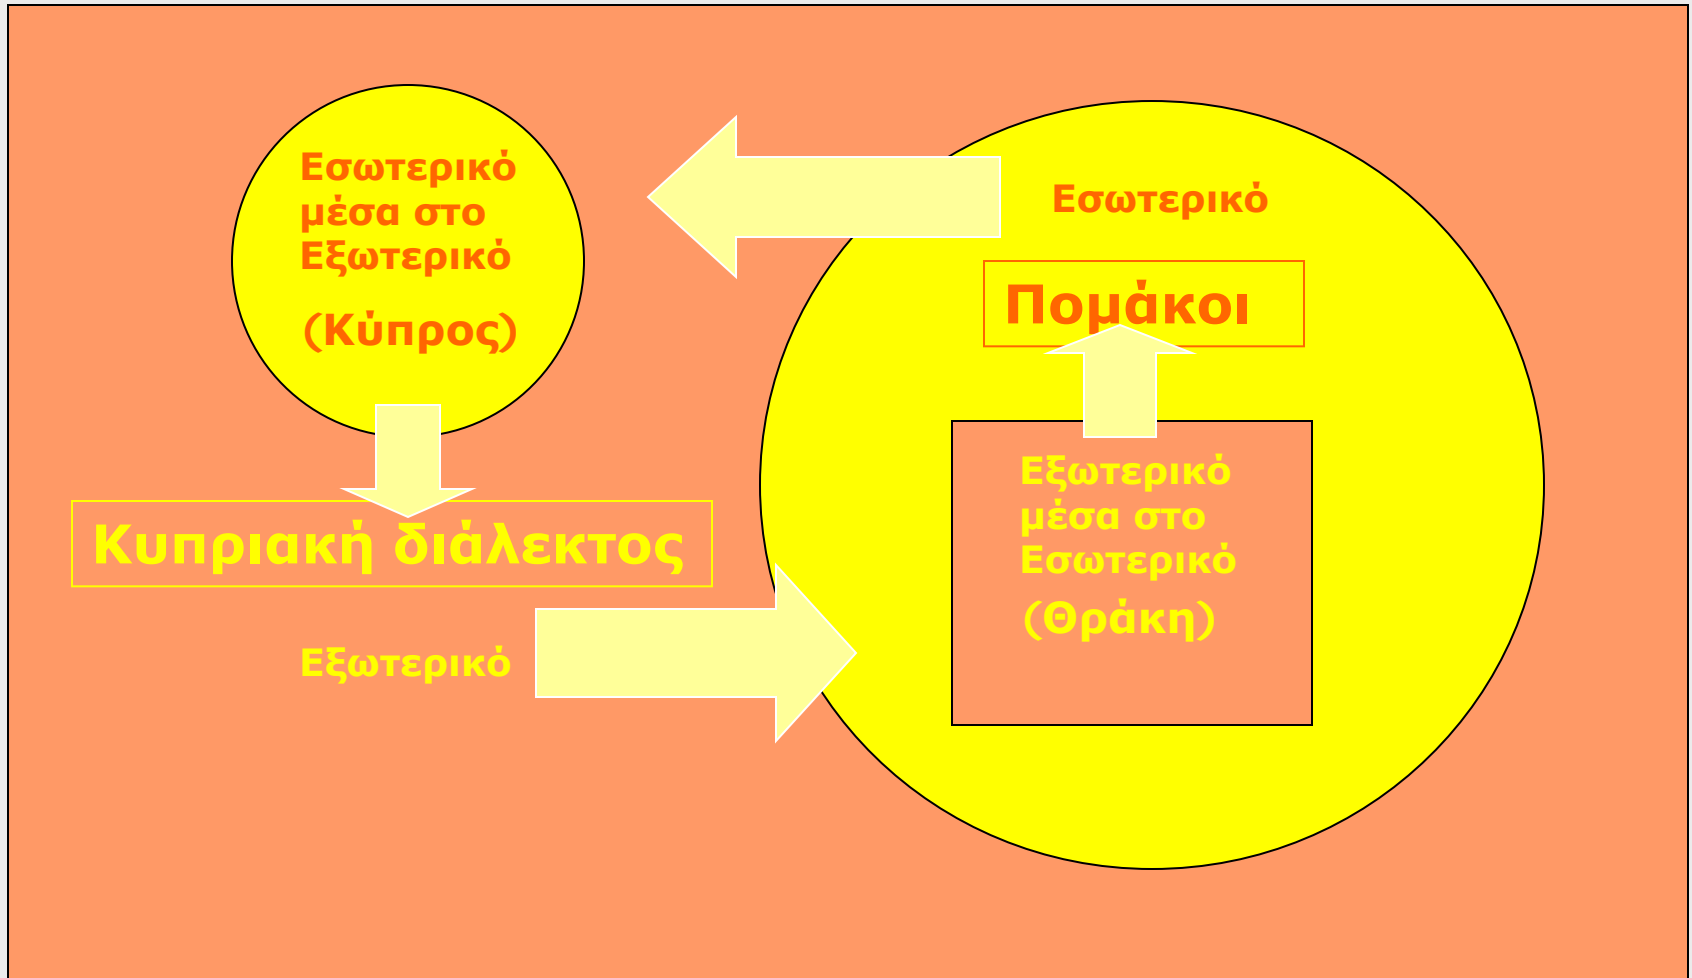 Εσωτερικό
μέσα στο
Εξωτερικό
(Κύπρος)
Κυπριακή διάλεκτος
Εξωτερικό
Εσωτερικό
Πομάκοι
Εξωτερικό
μέσα στο
Εσωτερικό
(Θράκη)